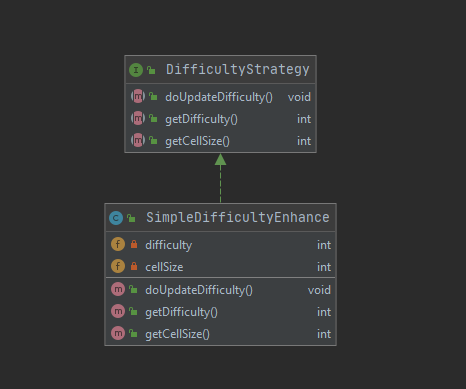 I DifficultyStrategy
m doUpdateDifficulty() void
m getDifficulty() int
m getCellSize() int
C SimpleDifficultyEnhance
f difficulty int
f cellSize int
m doUpdateDifficulty() void
m getDifficulty() int
m getCellSize() int